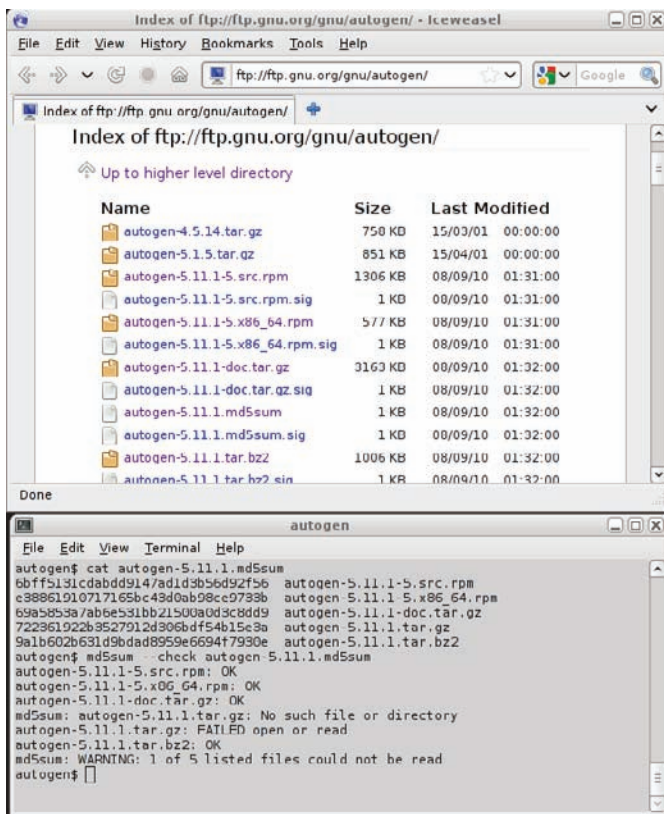 Index of ftp://ftp.gnu.org/gnu/autogen/ - Iceweasel
File Edit View History Bookmarks Tools Help
ftp://ftp.gnu.org/gnu/autogen/ Google
Index of ftp://ftp.gnu.org/gnu/autogen/
Index of ftp://ftp.gnu.org/gnu/autogen/
Up to higher level directory
Name Size Last Modified
autogen-4.5.14.tar.gz 758 KB 15/03/01 00:00:00
autogen-5.1.5.tar.gz 851 KB 15/04/01 00:00:00
autogen-5.11.1-5.src.rpm 1306 KB 08/09/10 01:31:00
autogen-5.11.1-5.src.rpm.sig 1 KB 08/09/10 01:31:00
autogen-5.11.1-5.x86_64.rpm 577 KB 08/09/10 01:31:00
autogen-5.11.1-5.x86_64.rpm.sig 1 KB 08/09/10 01:31:00
autogen-5.11.1-doc.tar.gz 3163 KB 08/09/10 01:32:00
autogen-5.11.1-doc.tar.gz.sig 1 KB 08/09/10 01:32:00
autogen-5.11.1.md5sum 1 KB 08/09/10 01:32:00
autogen-5.11.1.md5sum.sig 1 KB 08/09/10 01:32:00
autogen-5.11.1.tar.bz2 1006 KB 08/09/10 01:32:00
autogen-5.11.1.tar.bz2.sig 1 KB 08/09/10 01:32:00
Done
autogen
File Edit View Terminal Help
autogen$ cat autogen-5.11.1.md5sum
autogen-5.11.1-5.src.rpm
autogen-5.11.1-5.x86_64.rpm
autogen-5.11.1-doc.tar.gz
autogen-5.11.1.tar.gz
autogen-5.11.1.tar.bz2
autogen$ md5sum --check autogen-5.11.1.md5sum
autogen-5.11.1-5.src.rpm: OK
autogen-5.11.1-5.x86_64.rpm: OK
autogen-5.11.1-doc.tar.gz: OK
md5sum: autogen-5.11.1.tar.gz: No such file or directory
autogen-5.11.1.tar.gz: FAILED open or read
autogen-5.11.1.tar.bz2: OK
md5sum: WARNING: 1 of 5 listed files could not be read
autogen$